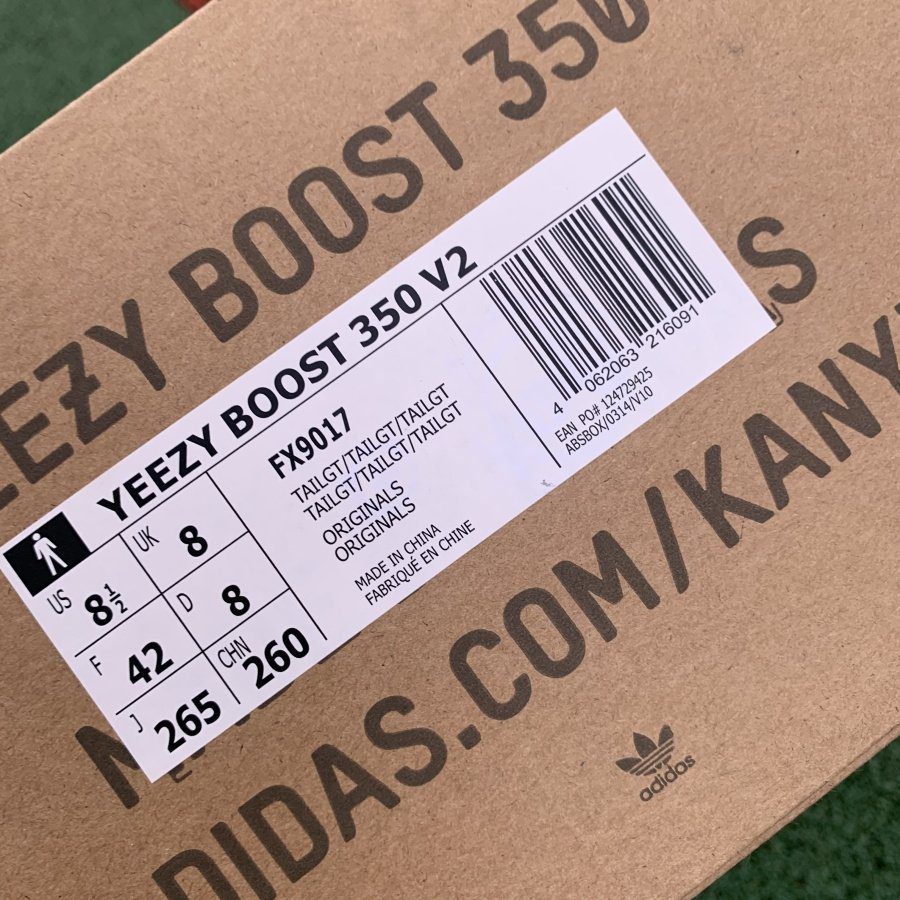 YEEZY BOOST 350
YEEZY BOOST 350 V2
FX9017
TAILGT/TAILGT/TAILGT
TAILGT/TAILGT/TAILGT
ORIGINALS
ORIGINALS
MADE IN CHINA
FABRIQUÉ EN CHINE
4 062063 216091
EAN PO# 124729425
ABSBOX/0314/V10
US 8½
UK 8
F 42
D 8
J 265
CHN 260
S
ADIDAS.COM/KANY
adidas